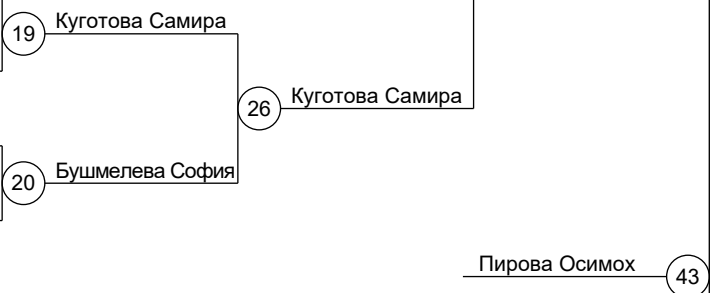 19 Куготова Самира
26 Куготова Самира
20 Бушмелева София
Пирова Осимох 43